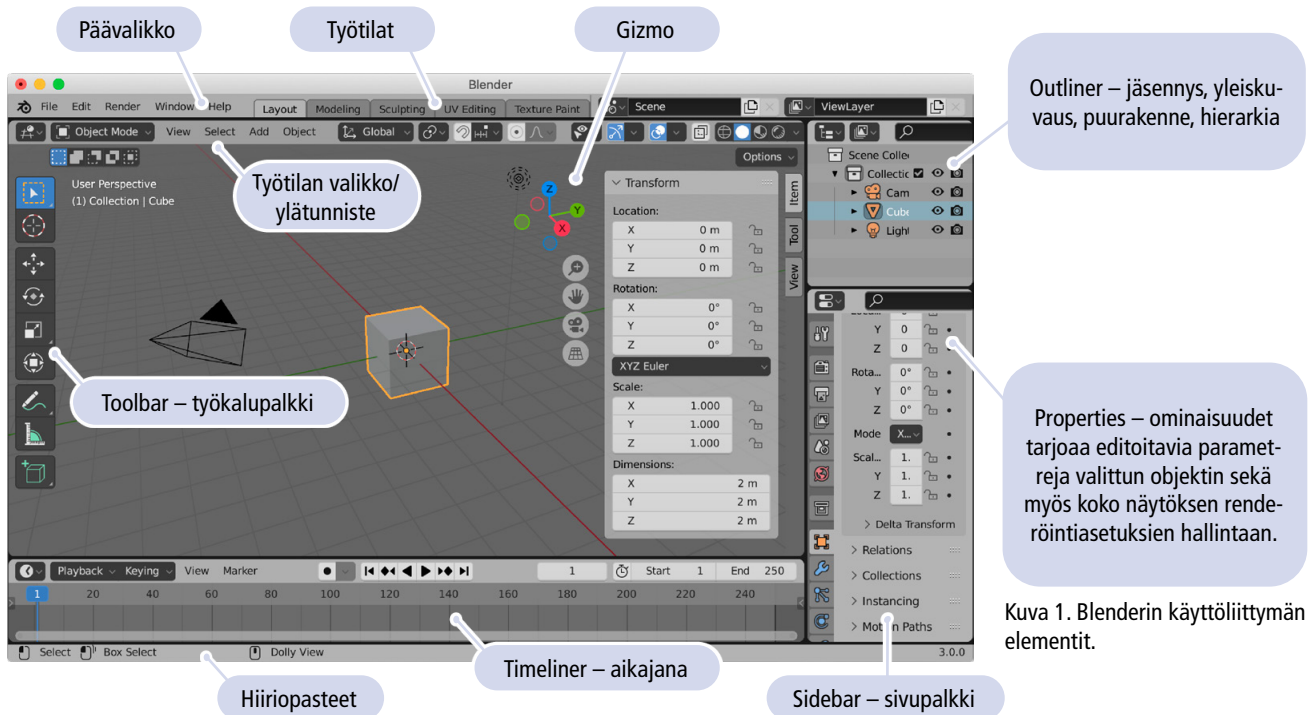 Päävalikko
Työtilat
Gizmo
Outliner – jäsennys, yleisku-
vaus, puurakenne, hierarkia
Blender
File Edit Render Window Help Layout Modeling Sculpting UV Editing Texture Paint Scene ViewLayer
Object Mode View Select Add Object Global
Options
User Perspective
(1) Collection | Cube
Työtilan valikko/
ylätunniste
Z
Y
X
Transform
Location:
X 0 m
Y 0 m
Z 0 m
Rotation:
X 0°
Y 0°
Z 0°
XYZ Euler
Scale:
X 1.000
Y 1.000
Z 1.000
Dimensions:
X 2 m
Y 2 m
Z 2 m
Item
Tool
View
Scene Collec
Collectic
Cam
Cube
Light
Y 0
Z 0
Rota... 0°
Y 0°
Z 0°
Mode X...
Scal... 1.
Y 1.
Z 1.
Delta Transform
Relations
Collections
Instancing
Motion Paths
Toolbar – työkalupalkki
Properties – ominaisuudet
tarjoaa editoitavia paramet-
reja valittun objektin sekä
myös koko näytöksen rende-
röintiasetuksien hallintaan.
Playback Keying View Marker 1 Start 1 End 250
1 20 40 60 80 100 120 140 160 180 200 220 240
Select Box Select Dolly View 3.0.0
Kuva 1. Blenderin käyttöliittymän
elementit.
Timeliner – aikajana
Hiiriopasteet
Sidebar – sivupalkki